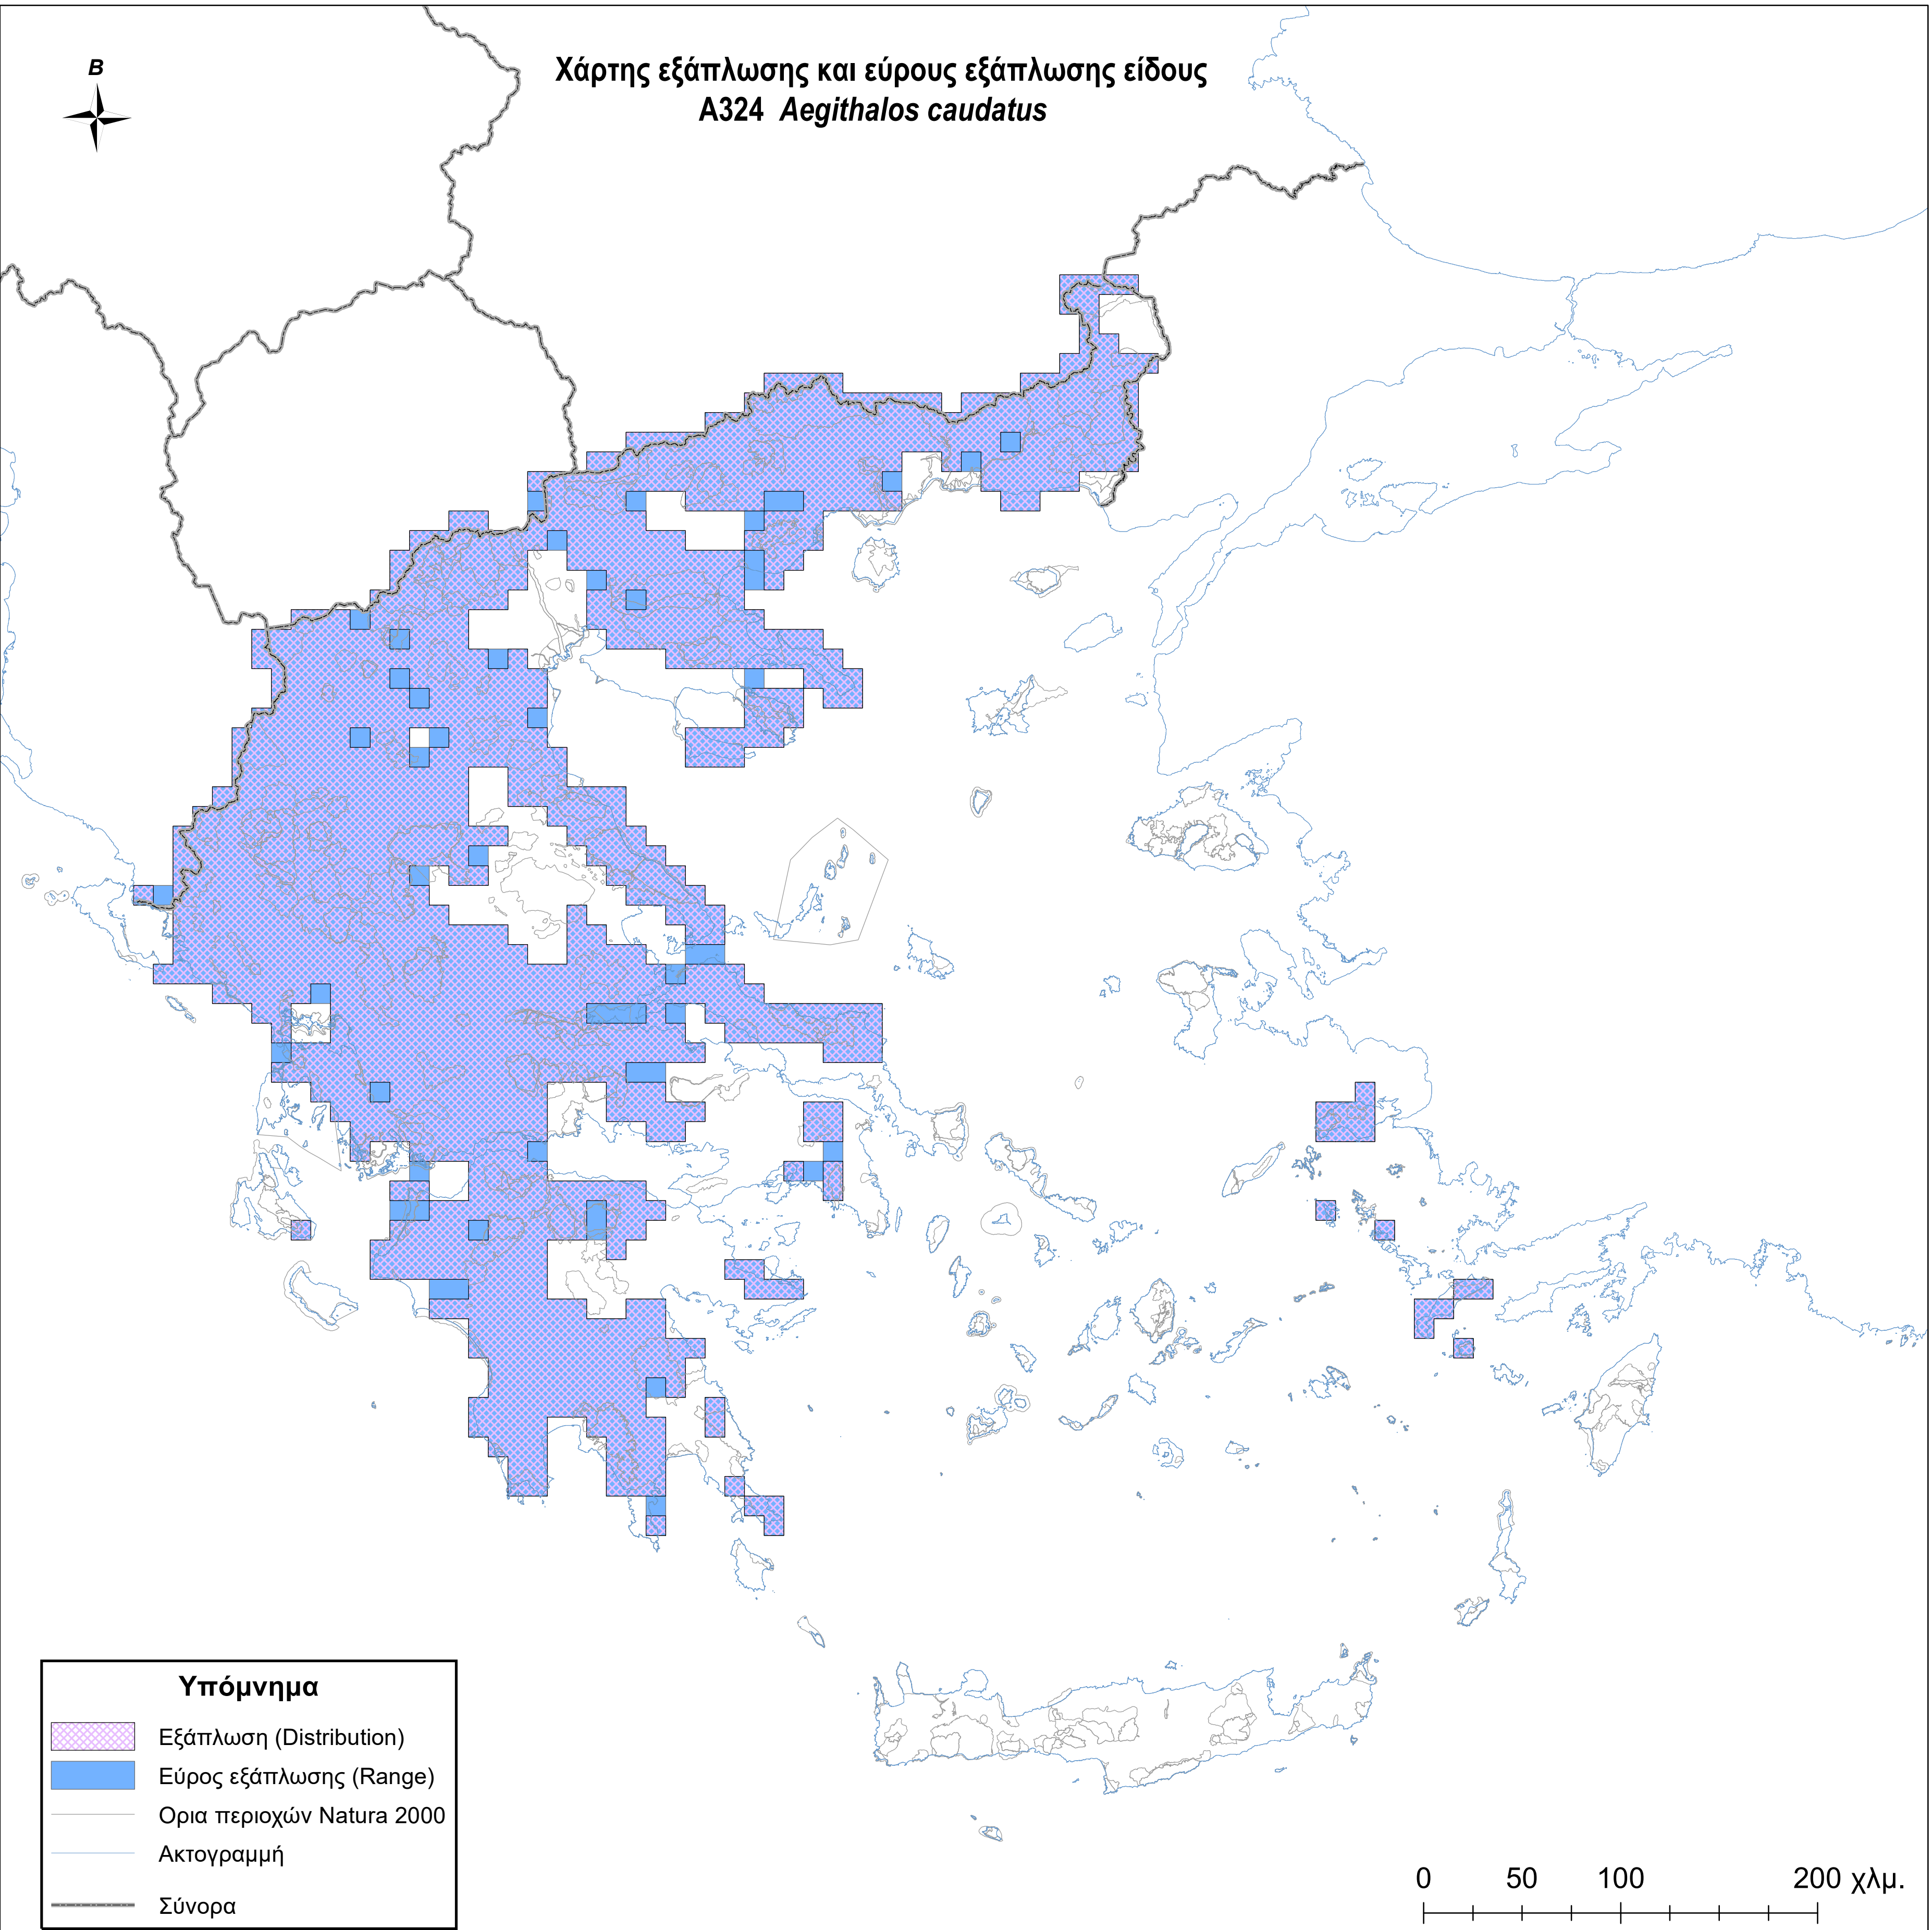 B
Χάρτης εξάπλωσης και εύρους εξάπλωσης είδους
A324 Aegithalos caudatus
Υπόμνημα
Εξάπλωση (Distribution)
Εύρος εξάπλωσης (Range)
Ορια περιοχών Natura 2000
Ακτογραμμή
Σύνορα
0 50 100 200 χλμ.